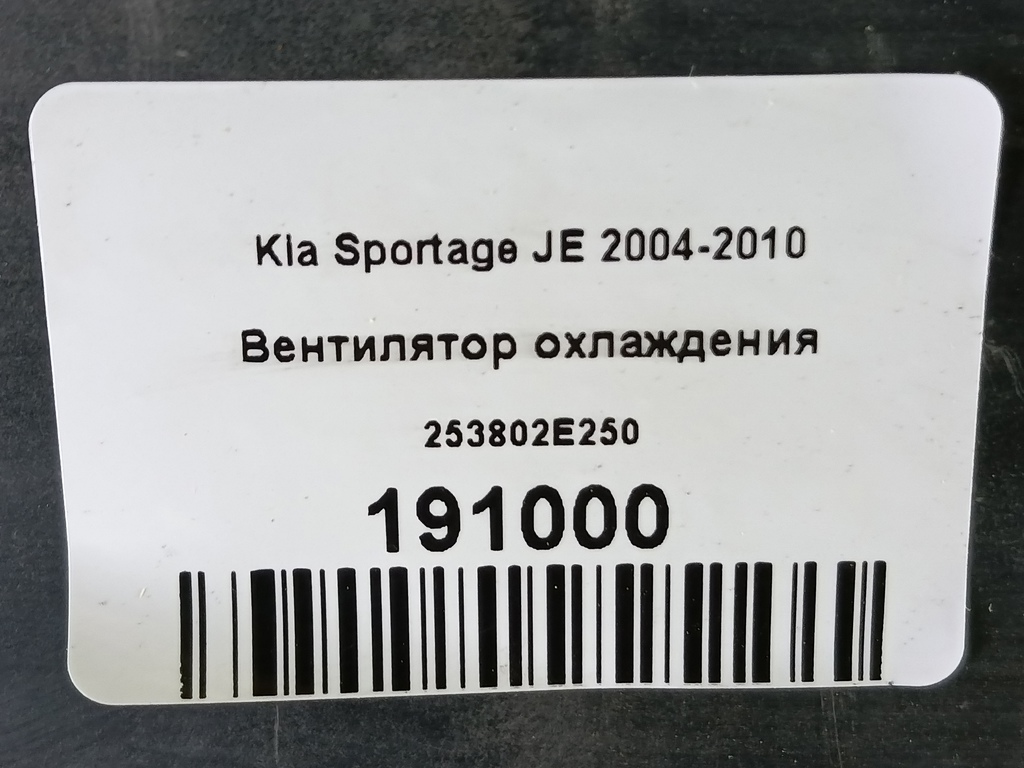 Kia Sportage JE 2004-2010
Вентилятор охлаждения
253802E250
191000